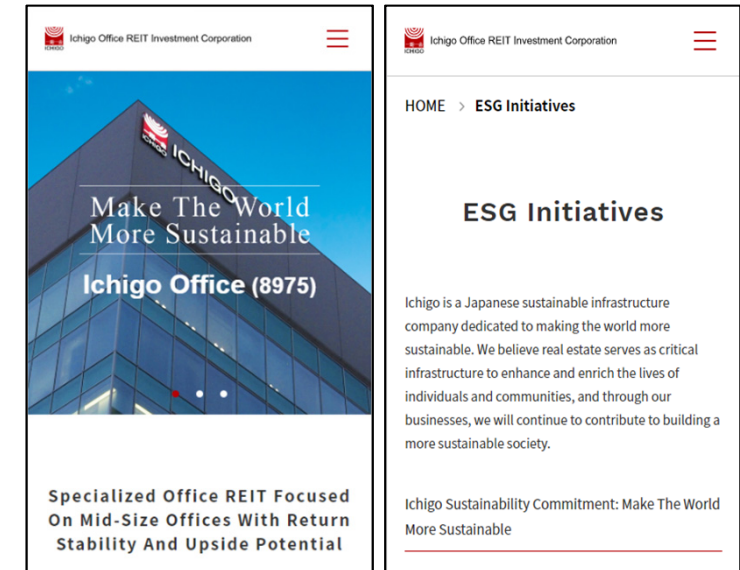 ICHIGO
Ichigo Office REIT Investment Corporation
ICHIGO
Make The World
More Sustainable
Ichigo Office (8975)
Specialized Office REIT Focused
On Mid-Size Offices With Return
Stability And Upside Potential
ICHIGO
Ichigo Office REIT Investment Corporation
HOME > ESG Initiatives
ESG Initiatives
Ichigo is a Japanese sustainable infrastructure
company dedicated to making the world more
sustainable. We believe real estate serves as critical
infrastructure to enhance and enrich the lives of
individuals and communities, and through our
businesses, we will continue to contribute to building a
more sustainable society.
Ichigo Sustainability Commitment: Make The World
More Sustainable